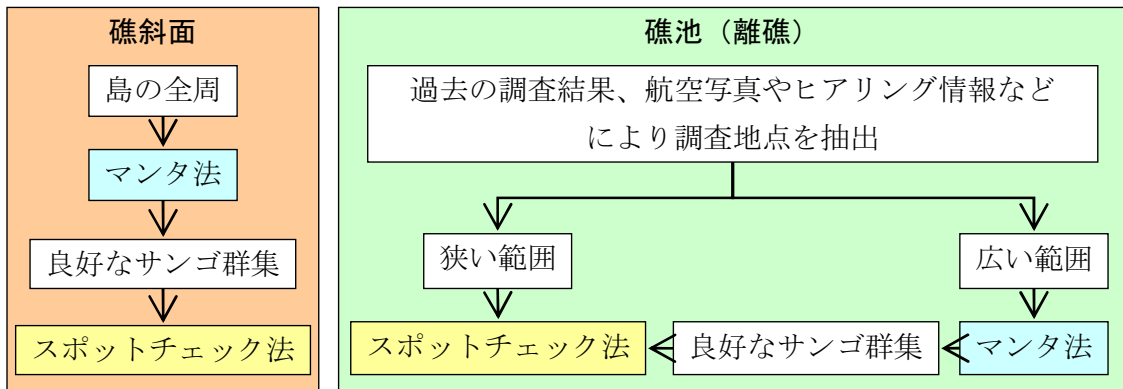 礁斜面
島の全周
マンタ法
良好なサンゴ群集
スポットチェック法
礁池（離礁）
過去の調査結果、航空写真やヒアリング情報など
により調査地点を抽出
狭い範囲
広い範囲
スポットチェック法
良好なサンゴ群集
マンタ法